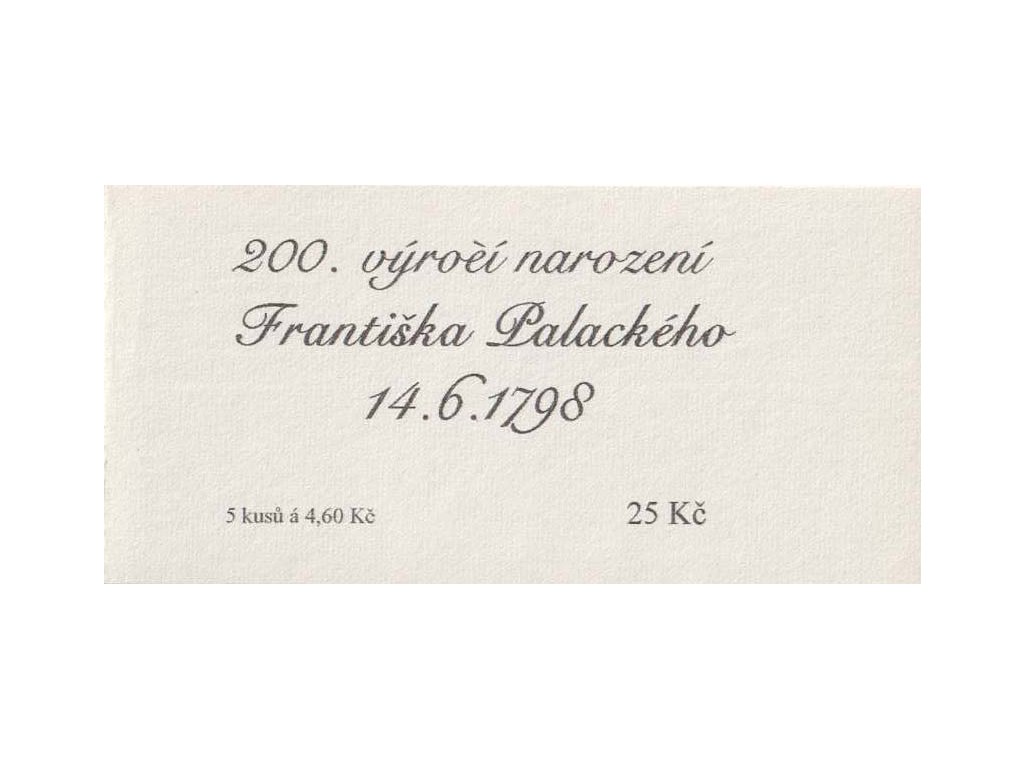 200. výroèí narození
Františka Palackého
14.6.1798
5 kusů á 4,60 Kč
25 Kč